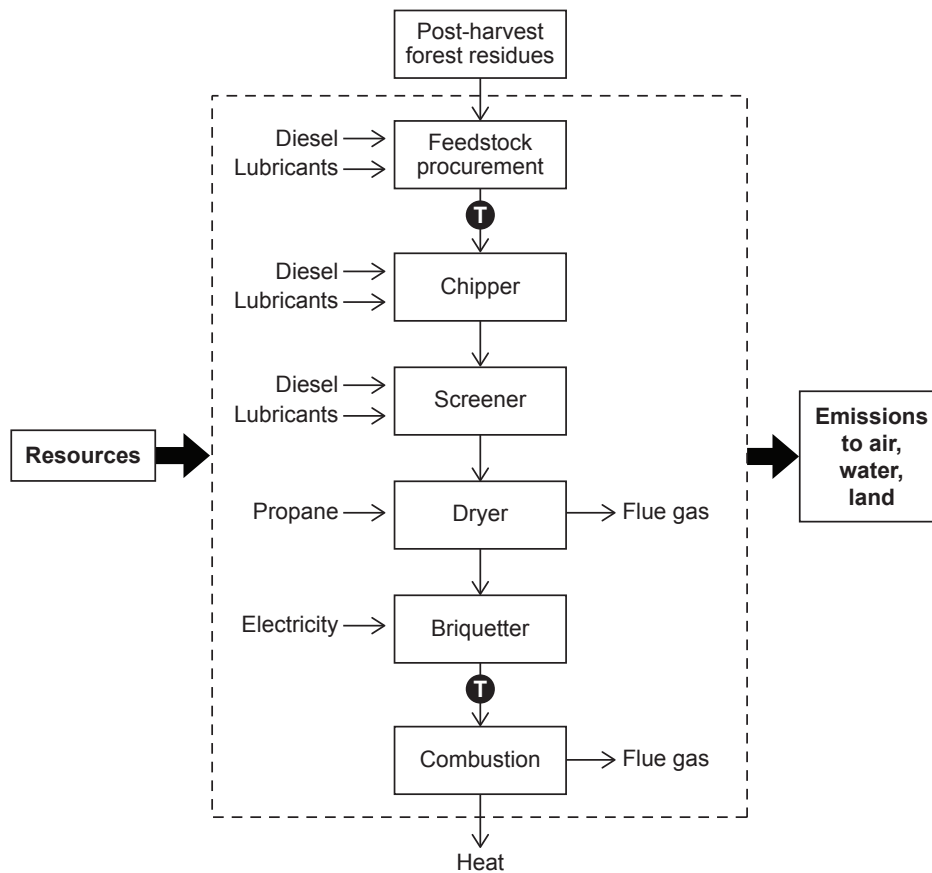 Post-harvest
forest residues
Diesel
Lubricants
Feedstock
procurement
T
Diesel
Lubricants
Chipper
Diesel
Lubricants
Screener
Resources
Emissions
to air,
water,
land
Propane
Dryer
Flue gas
Electricity
Briquetter
T
Combustion
Flue gas
Heat